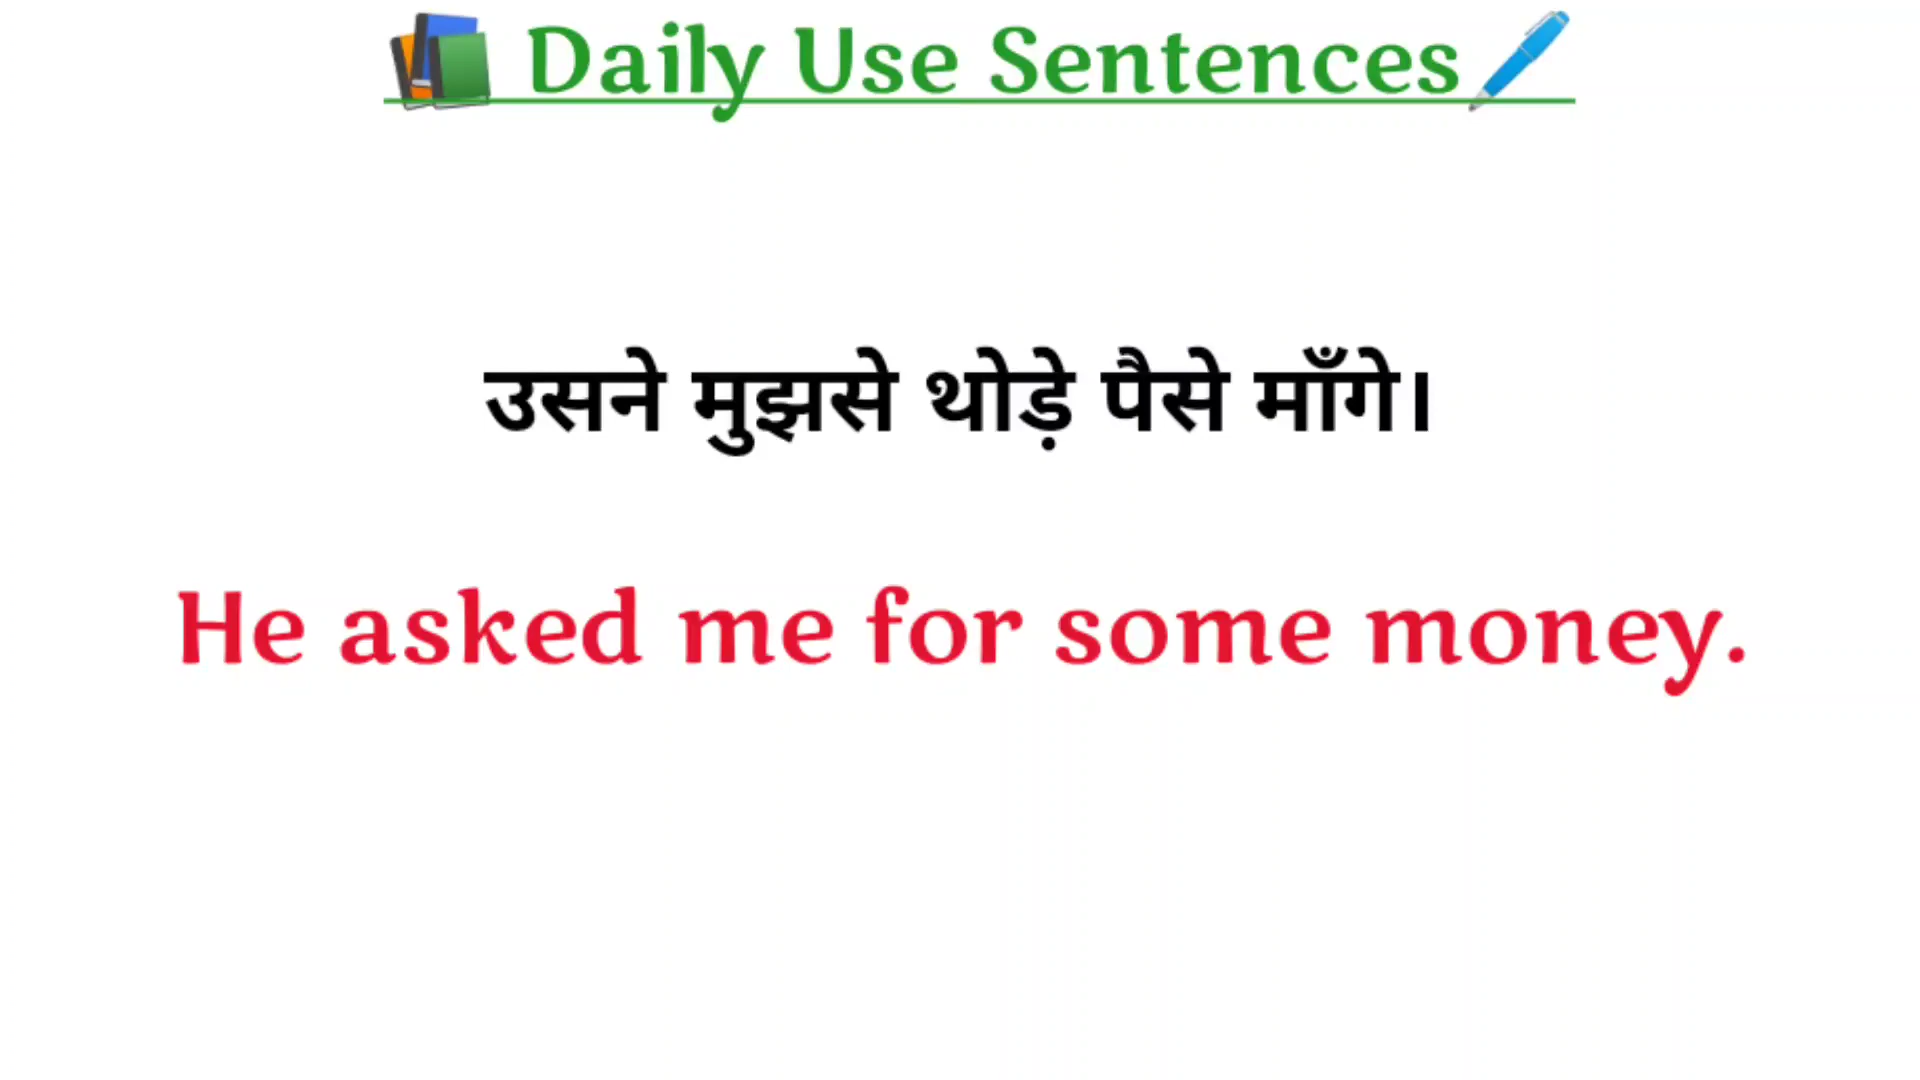 Daily Use Sentences
उसने मुझसे थोड़े पैसे माँगे।
He asked me for some money.